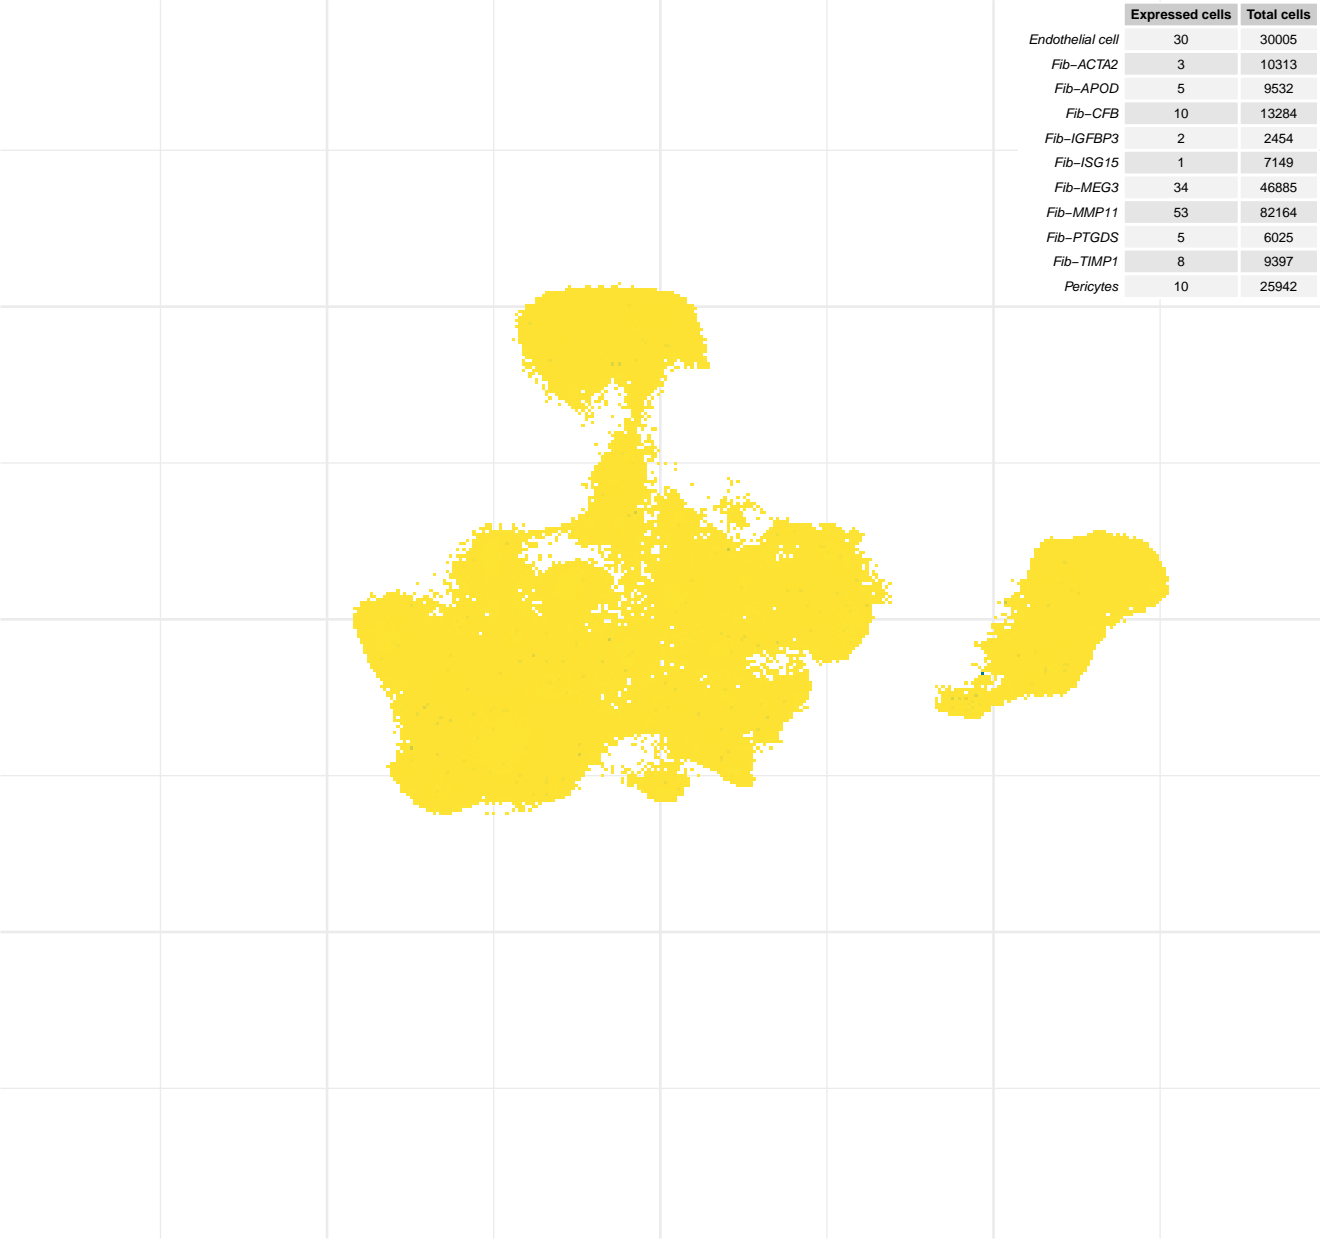 Expressed cells Total cells
Endothelial cell 30 30005
Fib−ACTA2 3 10313
Fib−APOD 5 9532
Fib−CFB 10 13284
Fib−IGFBP3 2 2454
Fib−ISG15 1 7149
Fib−MEG3 34 46885
Fib−MMP11 53 82164
Fib−PTGDS 5 6025
Fib−TIMP1 8 9397
Pericytes 10 25942